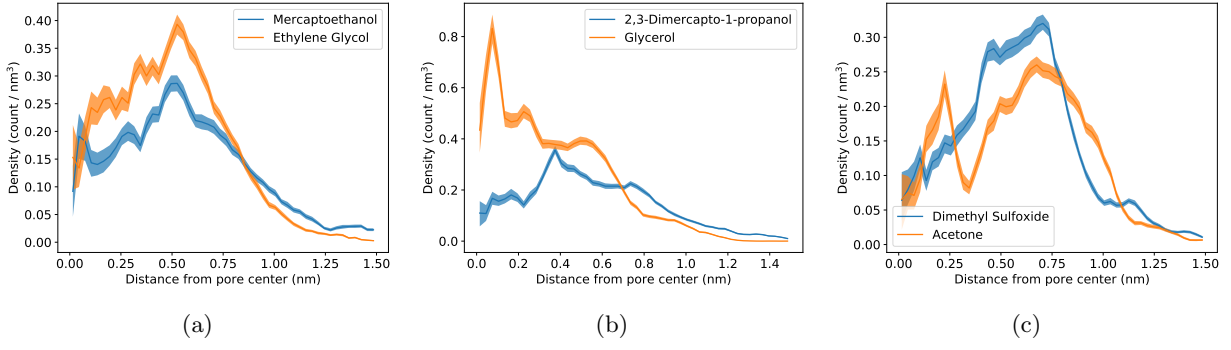 Mercaptoethanol
Ethylene Glycol
0.40
0.35
0.30
0.25
0.20
0.15
0.10
0.05
0.00
Density (count / nm³)
0.00 0.25 0.50 0.75 1.00 1.25 1.50
Distance from pore center (nm)
(a)
2,3-Dimercapto-1-propanol
Glycerol
0.8
0.6
0.4
0.2
0.0
Density (count / nm³)
0.0 0.2 0.4 0.6 0.8 1.0 1.2 1.4
Distance from pore center (nm)
(b)
0.30
0.25
0.20
0.15
0.10
0.05
0.00
Density (count / nm³)
Dimethyl Sulfoxide
Acetone
0.00 0.25 0.50 0.75 1.00 1.25 1.50
Distance from pore center (nm)
(c)